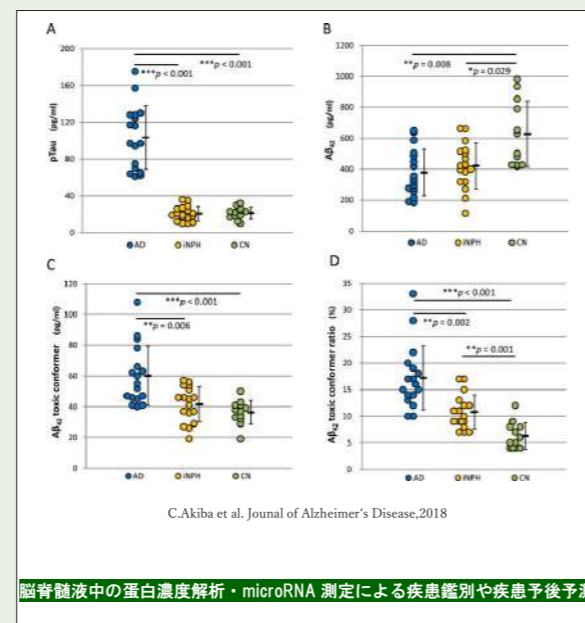 A
B
200
160
120
80
40
0
pTau (pg/ml)
***p < 0.001
***p < 0.001
AD iNPH CN
1200
1000
800
600
400
200
0
Aβ42 (pg/ml)
**p = 0.008
*p = 0.029
AD iNPH CN
C
D
120
100
80
60
40
20
0
Aβ42 toxic conformer (pg/ml)
***p < 0.001
**p = 0.006
AD iNPH CN
35
30
25
20
15
10
5
0
Aβ42 toxic conformer ratio (%)
***p < 0.001
**p = 0.002
**p = 0.001
AD iNPH CN
C.Akiba et al. Jounal of Alzheimer‘s Disease,2018
脳脊髄液中の蛋白濃度解析・microRNA 測定による疾患鑑別や疾患予後予